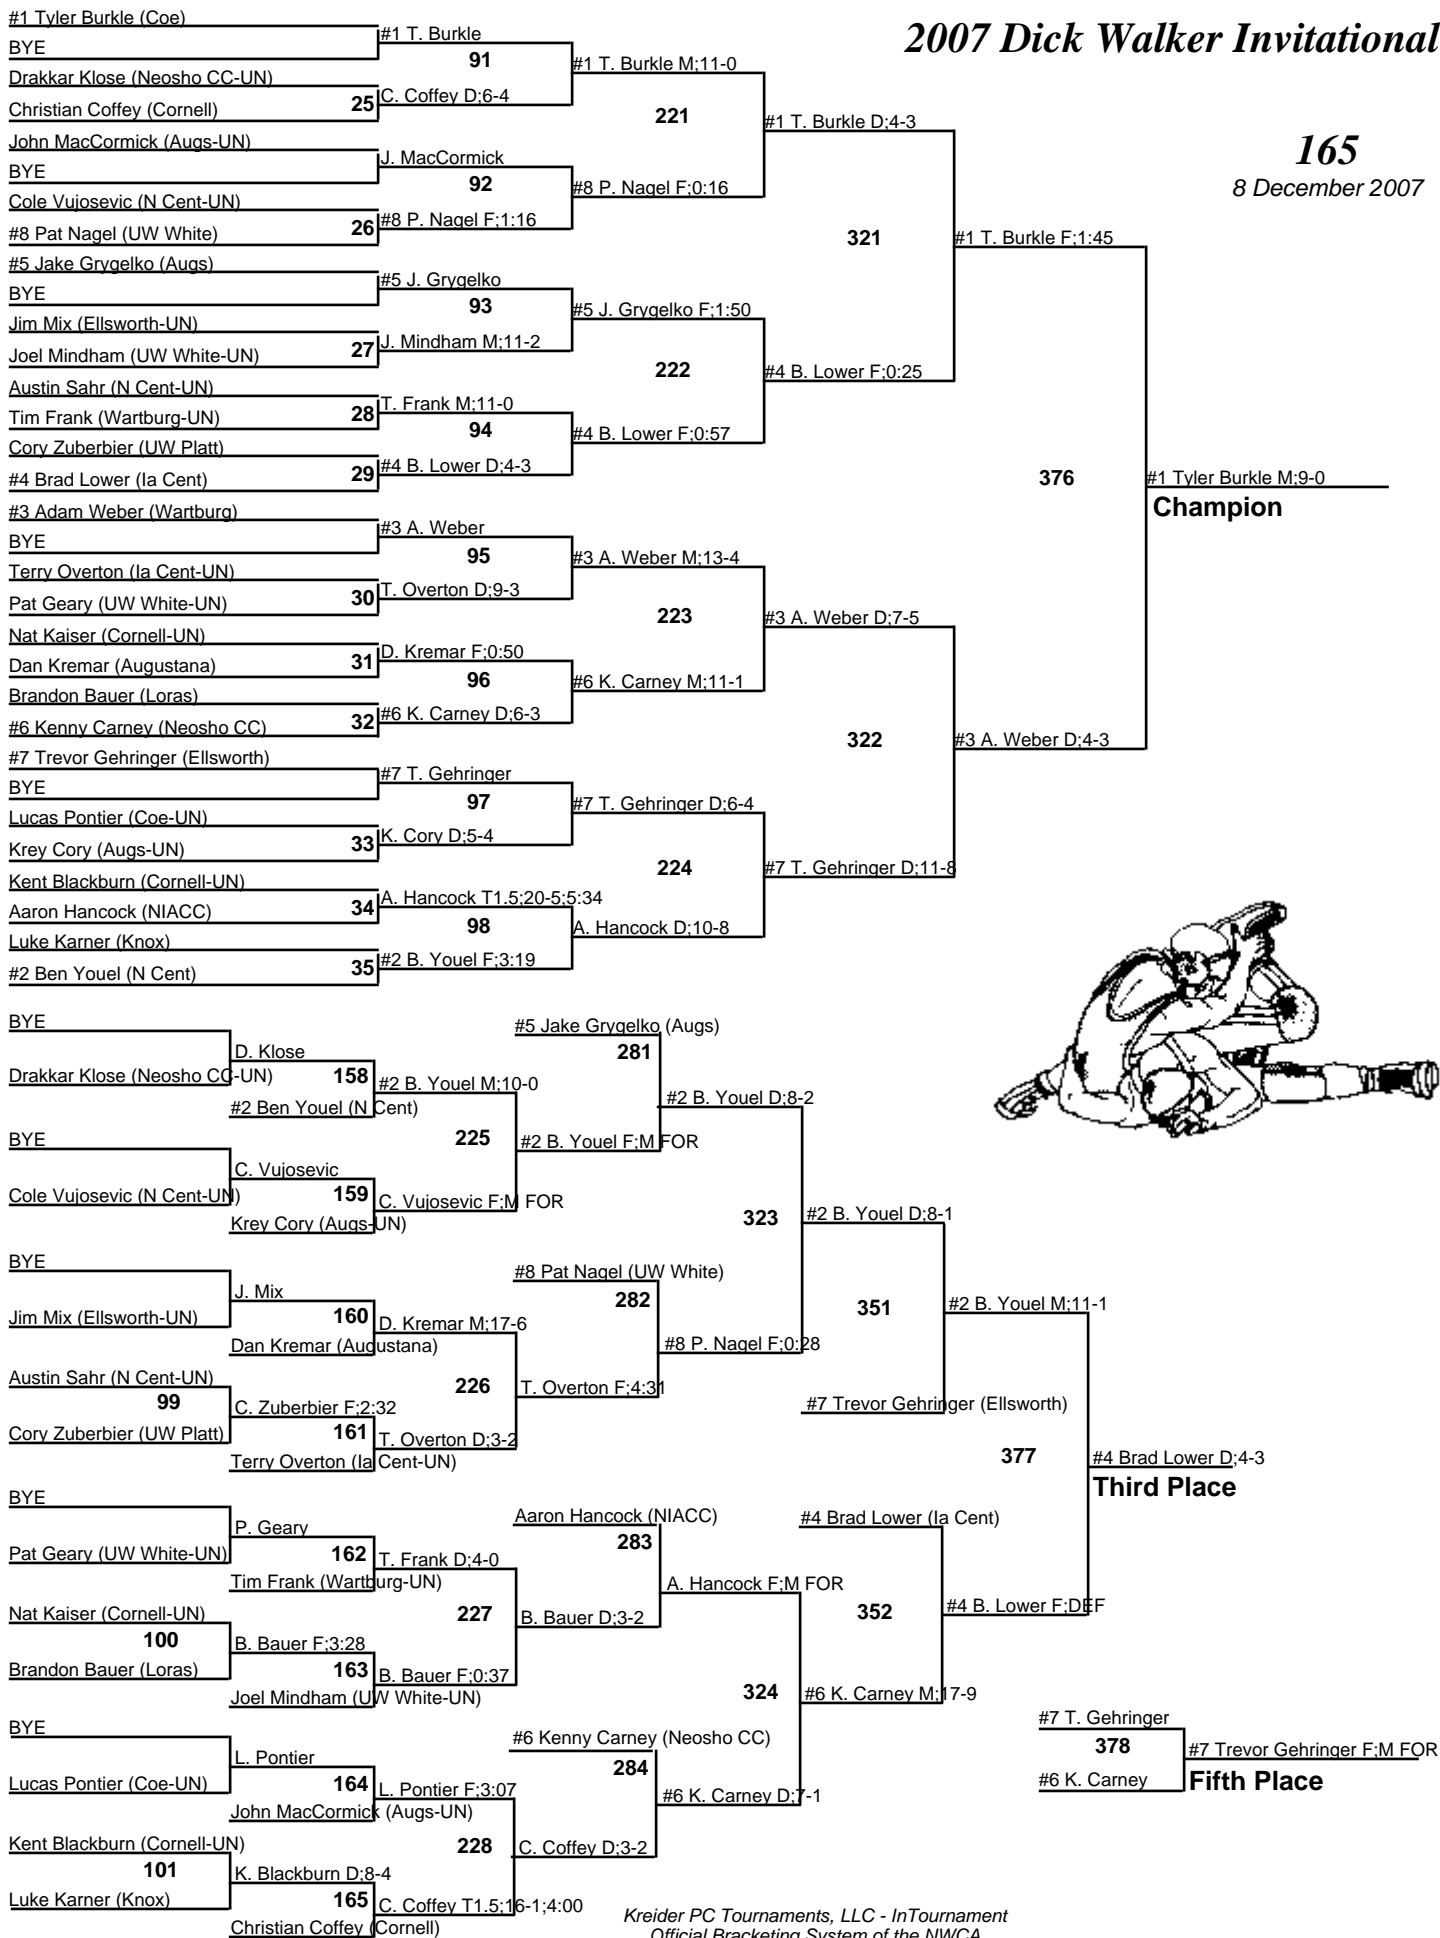 2007 Dick Walker Invitational
165
8 December 2007
#1 Tyler Burkle (Coe)
BYE
#1 T. Burkle
91
Drakkar Klose (Neosho CC-UN)
Christian Coffey (Cornell)
25
C. Coffey D;6-4
#1 T. Burkle M;11-0
221
John MacCormick (Augs-UN)
BYE
J. MacCormick
92
Cole Vujosevic (N Cent-UN)
#8 Pat Nagel (UW White)
26
#8 P. Nagel F;1:16
#8 P. Nagel F;0:16
#1 T. Burkle D;4-3
321
#5 Jake Grygelko (Augs)
BYE
#5 J. Grygelko
93
Jim Mix (Ellsworth-UN)
Joel Mindham (UW White-UN)
27
J. Mindham M;11-2
#5 J. Grygelko F;1:50
222
Austin Sahr (N Cent-UN)
Tim Frank (Wartburg-UN)
28
T. Frank M;11-0
94
Cory Zuberbier (UW Platt)
#4 Brad Lower (Ia Cent)
29
#4 B. Lower D;4-3
#4 B. Lower F;0:57
#4 B. Lower F;0:25
#1 T. Burkle F;1:45
376
#1 Tyler Burkle M;9-0
Champion
#3 Adam Weber (Wartburg)
BYE
#3 A. Weber
95
Terry Overton (Ia Cent-UN)
Pat Geary (UW White-UN)
30
T. Overton D;9-3
#3 A. Weber M;13-4
223
Nat Kaiser (Cornell-UN)
Dan Kremar (Augustana)
31
D. Kremar F;0:50
96
Brandon Bauer (Loras)
#6 Kenny Carney (Neosho CC)
32
#6 K. Carney D;6-3
#6 K. Carney M;11-1
#3 A. Weber D;7-5
322
#3 A. Weber D;4-3
#7 Trevor Gehringer (Ellsworth)
BYE
#7 T. Gehringer
97
Lucas Pontier (Coe-UN)
Krey Cory (Augs-UN)
33
K. Cory D;5-4
#7 T. Gehringer D;6-4
224
#7 T. Gehringer D;11-8
Kent Blackburn (Cornell-UN)
Aaron Hancock (NIACC)
34
A. Hancock T1.5;20-5;5:34
98
Luke Karner (Knox)
#2 Ben Youel (N Cent)
35
#2 B. Youel F;3:19
A. Hancock D;10-8
BYE
D. Klose
Drakkar Klose (Neosho CC-UN)
158
#2 Ben Youel (N Cent)
#2 B. Youel M;10-0
225
BYE
C. Vujosevic
Cole Vujosevic (N Cent-UN)
159
Krey Cory (Augs-UN)
C. Vujosevic F;M FOR
#2 B. Youel F;M FOR
#5 Jake Grygelko (Augs)
281
#2 B. Youel D;8-2
323
BYE
J. Mix
Jim Mix (Ellsworth-UN)
160
Dan Kremar (Augustana)
D. Kremar M;17-6
226
Austin Sahr (N Cent-UN)
99
Cory Zuberbier (UW Platt)
C. Zuberbier F;2:32
161
Terry Overton (Ia Cent-UN)
T. Overton D;3-2
T. Overton F;4:31
#8 Pat Nagel (UW White)
282
#8 P. Nagel F;0:28
#2 B. Youel D;8-1
351
#7 Trevor Gehringer (Ellsworth)
#2 B. Youel M;11-1
377
#4 Brad Lower D;4-3
Third Place
BYE
P. Geary
Pat Geary (UW White-UN)
162
Tim Frank (Wartburg-UN)
T. Frank D;4-0
227
Nat Kaiser (Cornell-UN)
100
Brandon Bauer (Loras)
B. Bauer F;3:28
163
Joel Mindham (UW White-UN)
B. Bauer F;0:37
B. Bauer D;3-2
Aaron Hancock (NIACC)
283
A. Hancock F;M FOR
324
#4 Brad Lower (Ia Cent)
352
#4 B. Lower F;DEF
#6 K. Carney M;17-9
BYE
L. Pontier
Lucas Pontier (Coe-UN)
164
John MacCormick (Augs-UN)
L. Pontier F;3:07
228
Kent Blackburn (Cornell-UN)
101
Luke Karner (Knox)
K. Blackburn D;8-4
165
Christian Coffey (Cornell)
C. Coffey T1.5;16-1;4:00
C. Coffey D;3-2
#6 Kenny Carney (Neosho CC)
284
#6 K. Carney D;7-1
#7 T. Gehringer
378
#6 K. Carney
#7 Trevor Gehringer F;M FOR
Fifth Place
Kreider PC Tournaments, LLC - InTournament
Official Bracketing System of the NWCA